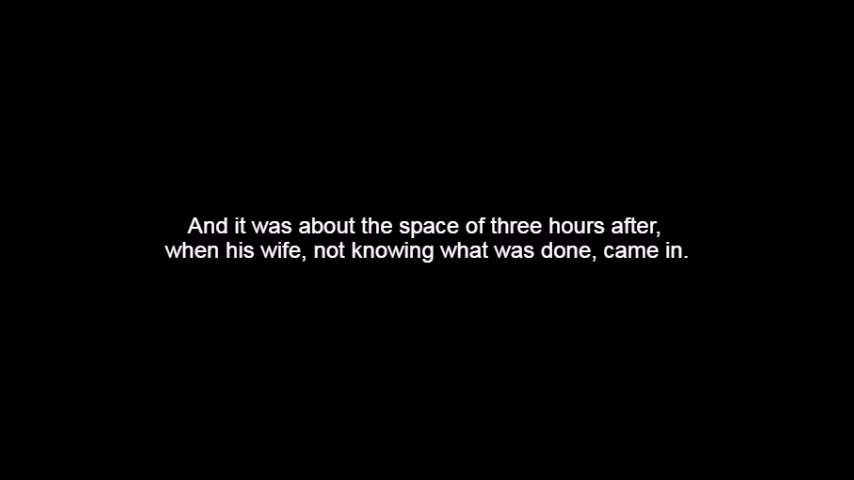 And it was about the space of three hours after,
when his wife, not knowing what was done, came in.